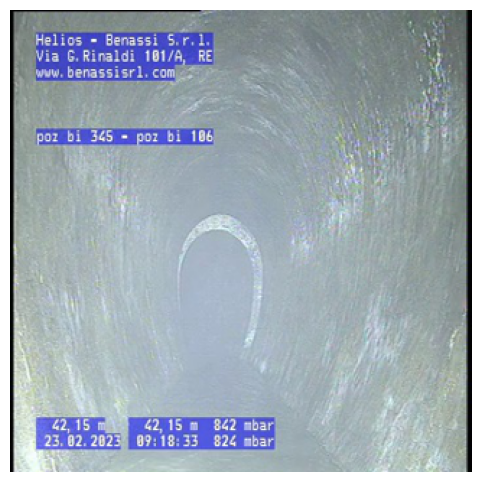 Helios - Benassi S.r.l.
Via G.Rinaldi 101/A, RE
www.benassisrl.com
poz bi 345 - poz bi 106
42,15 m 42,15 m 842 mbar
23.02.2023 09:18:33 824 mbar